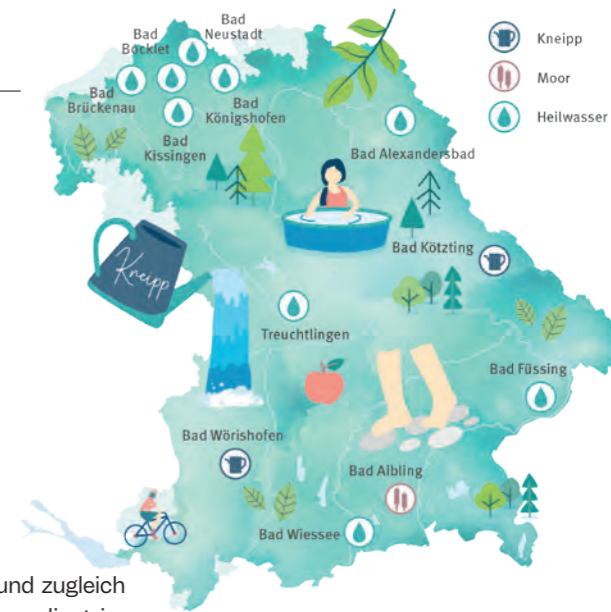 Bad
Neustadt
Bad
Bocklet
Bad
Brückenau
Bad
Königshofen
Bad
Kissingen
Kneipp
Moor
Heilwasser
Bad Alexandersbad
Kneipp
Bad Kötzting
Treuchtlingen
Bad Füssing
Bad Wörishofen
Bad Aibling
Bad Wiessee
und zugleich